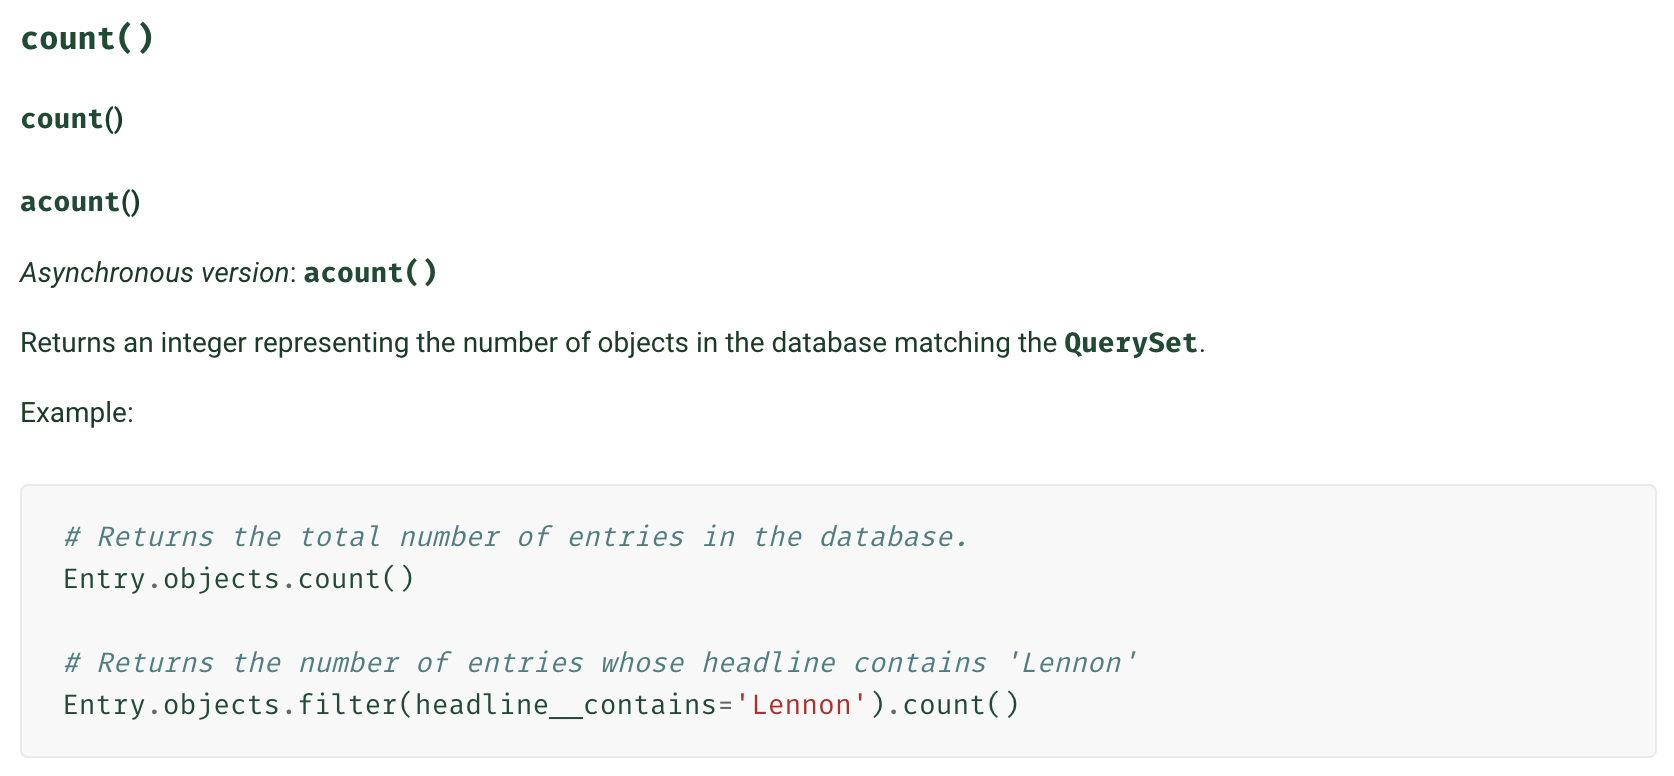 count()
count()
acount()
Asynchronous version: acount()
Returns an integer representing the number of objects in the database matching the QuerySet.
Example:
# Returns the total number of entries in the database.
Entry.objects.count()
# Returns the number of entries whose headline contains 'Lennon'
Entry.objects.filter(headline__contains='Lennon').count()